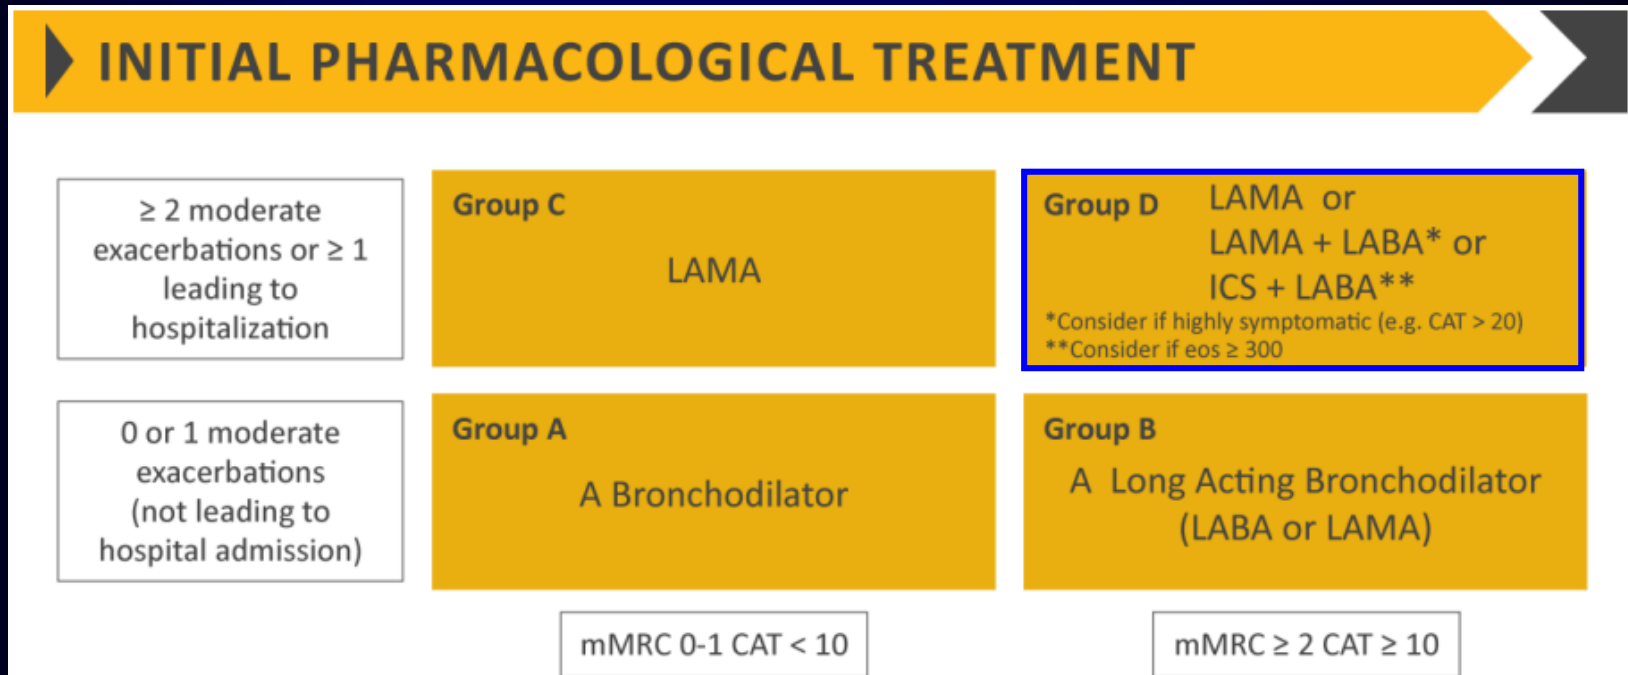 INITIAL PHARMACOLOGICAL TREATMENT
≥ 2 moderate
exacerbations or ≥ 1
leading to
hospitalization
Group C
LAMA
Group D
LAMA or
LAMA + LABA* or
ICS + LABA**
*Consider if highly symptomatic (e.g. CAT > 20)
**Consider if eos ≥ 300
0 or 1 moderate
exacerbations
(not leading to
hospital admission)
Group A
A Bronchodilator
Group B
A Long Acting Bronchodilator
(LABA or LAMA)
mMRC 0-1 CAT < 10
mMRC ≥ 2 CAT ≥ 10